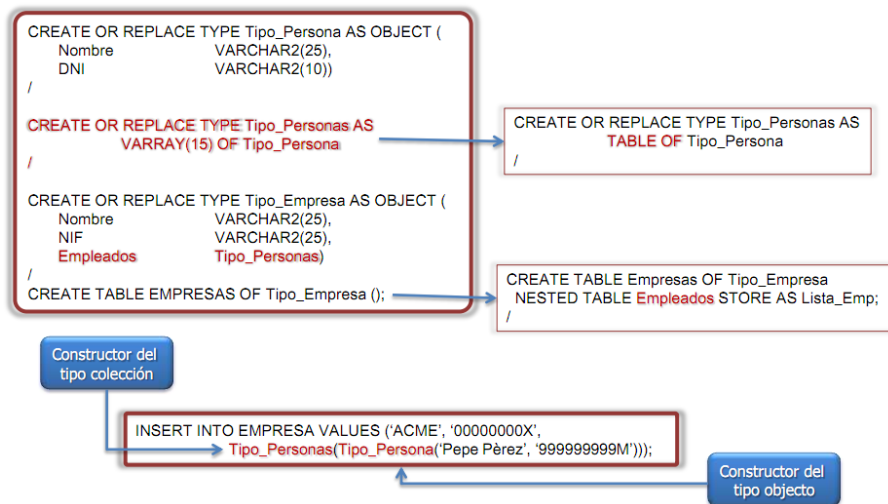 CREATE OR REPLACE TYPE Tipo_Persona AS OBJECT (
Nombre VARCHAR2(25),
DNI VARCHAR2(10))
/
CREATE OR REPLACE TYPE Tipo_Personas AS
VARRAY(15) OF Tipo_Persona
/
CREATE OR REPLACE TYPE Tipo_Empresa AS OBJECT (
Nombre VARCHAR2(25),
NIF VARCHAR2(25),
Empleados Tipo_Personas)
/
CREATE TABLE EMPRESAS OF Tipo_Empresa ();
CREATE OR REPLACE TYPE Tipo_Personas AS
TABLE OF Tipo_Persona
/
CREATE TABLE Empresas OF Tipo_Empresa
NESTED TABLE Empleados STORE AS Lista_Emp;
/
Constructor del
tipo colección
INSERT INTO EMPRESA VALUES (‘ACME’, ‘00000000X’,
Tipo_Personas(Tipo_Persona(‘Pepe Pèrez’, ‘999999999M’)));
Constructor del
tipo objecto